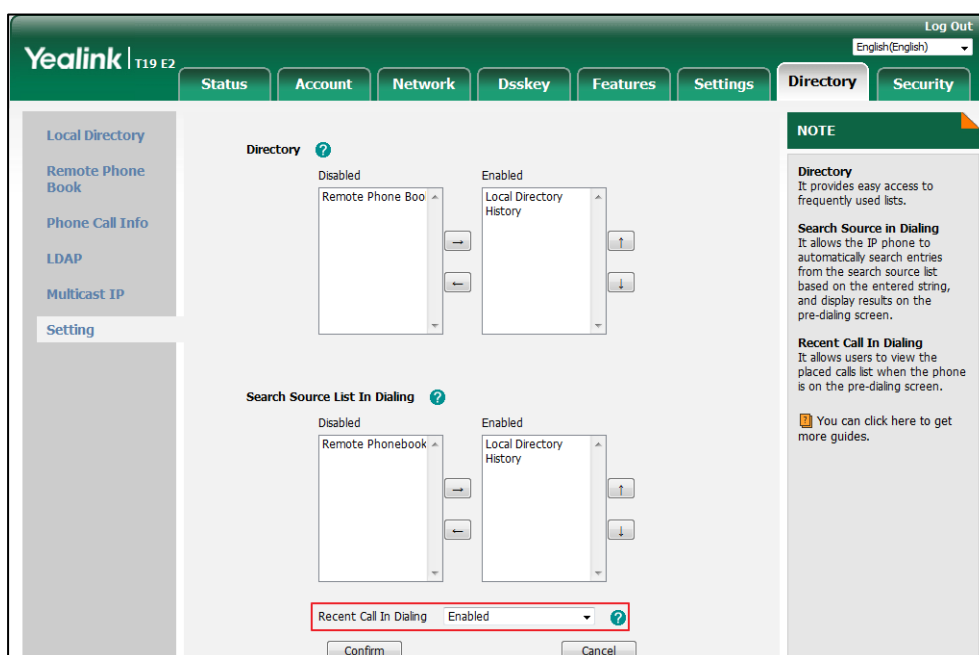 Log Out
English(English)
Yealink T19 E2
Status Account Network Dsskey Features Settings Directory Security
Local Directory
Remote Phone
Book
Phone Call Info
LDAP
Multicast IP
Setting
Directory ?
Disabled Enabled
Remote Phone Boo
Local Directory
History
→
←
↑
↓
Search Source List In Dialing ?
Disabled Enabled
Remote Phonebook
Local Directory
History
→
←
↑
↓
Recent Call In Dialing Enabled ?
Confirm Cancel
NOTE
Directory
It provides easy access to
frequently used lists.
Search Source in Dialing
It allows the IP phone to
automatically search entries
from the search source list
based on the entered string,
and display results on the
pre-dialing screen.
Recent Call In Dialing
It allows users to view the
placed calls list when the phone
is on the pre-dialing screen.
You can click here to get
more guides.